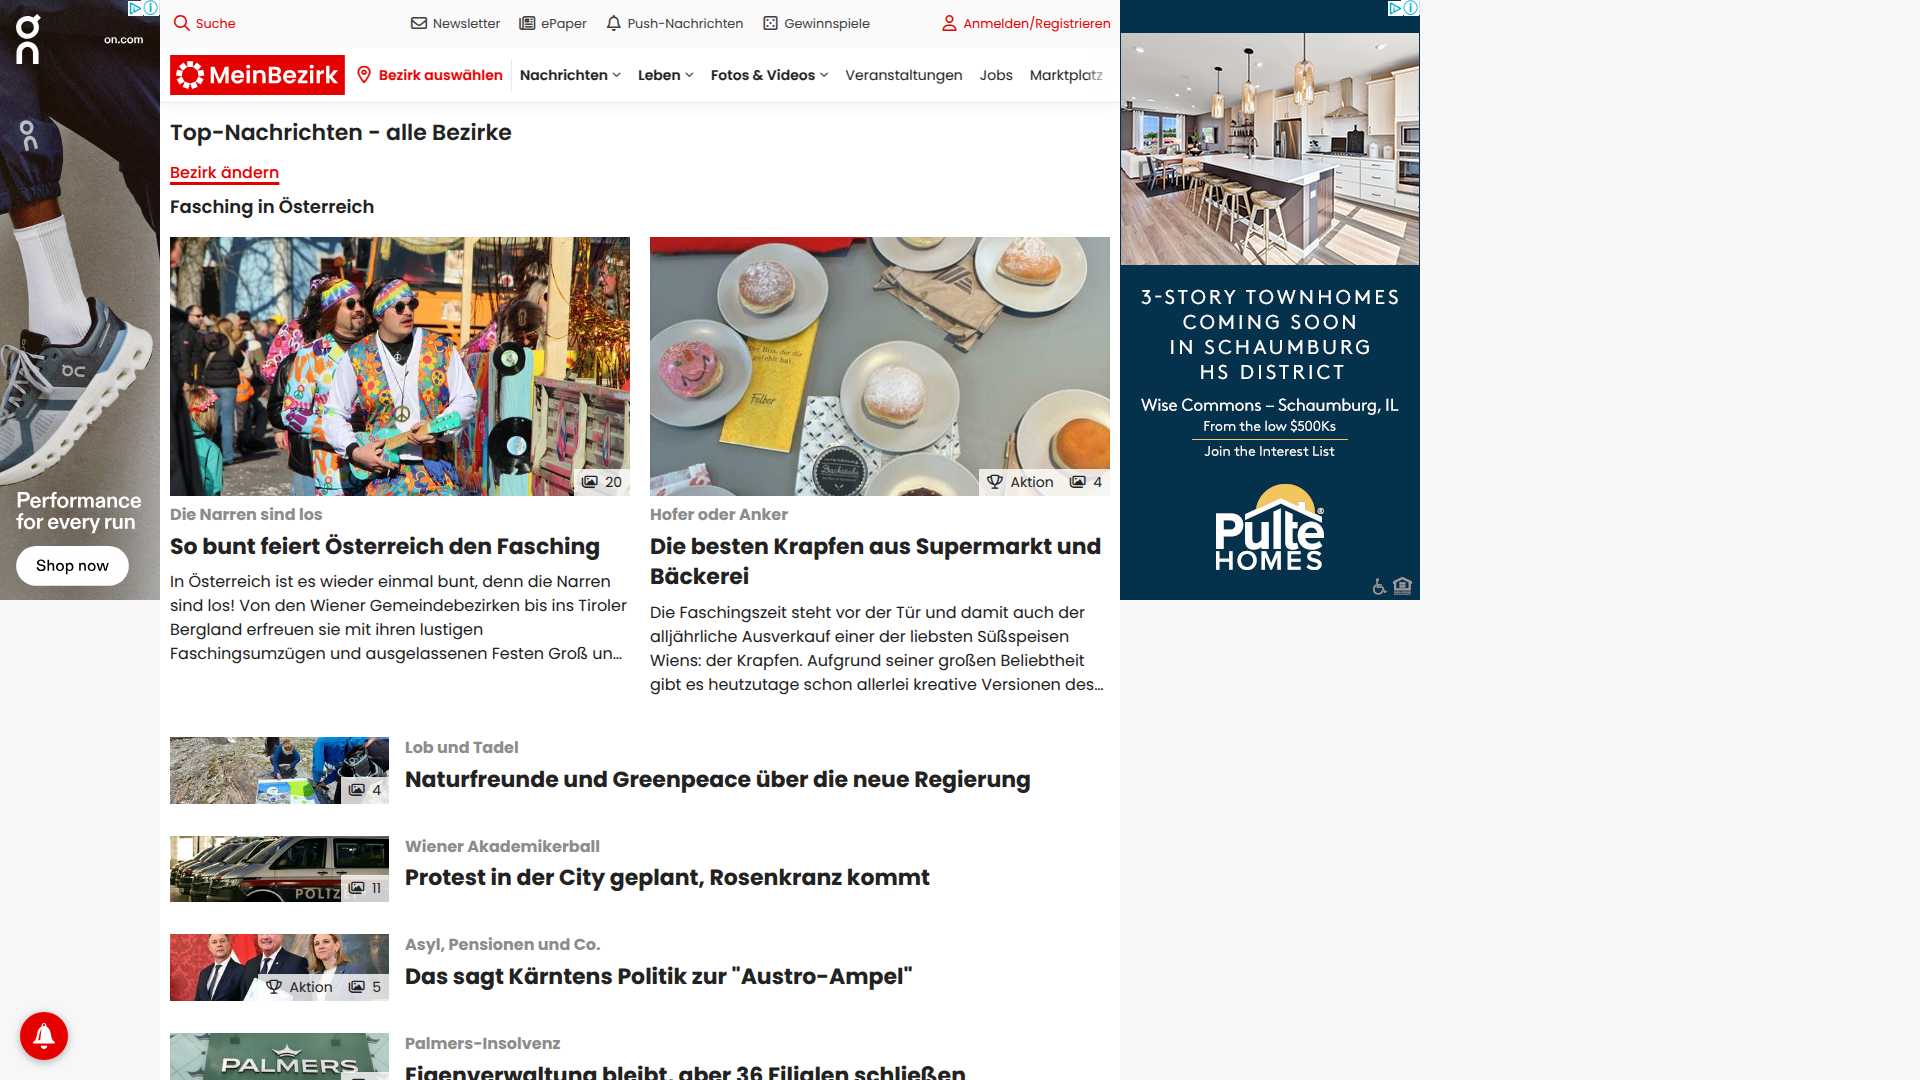 on.com
Performance
for every run
Shop now
Suche
Newsletter
ePaper
Push-Nachrichten
Gewinnspiele
Anmelden/Registrieren
MeinBezirk
Bezirk auswählen
Nachrichten
Leben
Fotos & Videos
Veranstaltungen
Jobs
Marktplatz
Top-Nachrichten - alle Bezirke
Bezirk ändern
Fasching in Österreich
20
Die Narren sind los
So bunt feiert Österreich den Fasching
In Österreich ist es wieder einmal bunt, denn die Narren
sind los! Von den Wiener Gemeindebezirken bis ins Tiroler
Bergland erfreuen sie mit ihren lustigen
Faschingsumzügen und ausgelassenen Festen Groß un...
Der Biss, der dir
gefehlt hat.
Felber
Aktion
4
Hofer oder Anker
Die besten Krapfen aus Supermarkt und
Bäckerei
Die Faschingszeit steht vor der Tür und damit auch der
alljährliche Ausverkauf einer der liebsten Süßspeisen
Wiens: der Krapfen. Aufgrund seiner großen Beliebtheit
gibt es heutzutage schon allerlei kreative Versionen des...
4
Lob und Tadel
Naturfreunde und Greenpeace über die neue Regierung
POLIZE
11
Wiener Akademikerball
Protest in der City geplant, Rosenkranz kommt
Aktion
5
Asyl, Pensionen und Co.
Das sagt Kärntens Politik zur "Austro-Ampel"
PALMERS
Palmers-Insolvenz
Eigenverwaltung bleibt, aber 36 Filialen schließen
3-STORY TOWNHOMES
COMING SOON
IN SCHAUMBURG
HS DISTRICT
Wise Commons – Schaumburg, IL
From the low $500Ks
Join the Interest List
Pulte®
HOMES